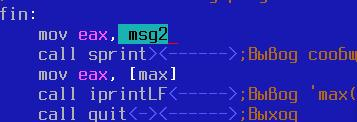 fin:
mov eax, msg2
call sprint><------>;Вывод сообщ
mov eax, [max]
call iprintLF<----->;Вывод 'max(
call quit<-><------>;Выход